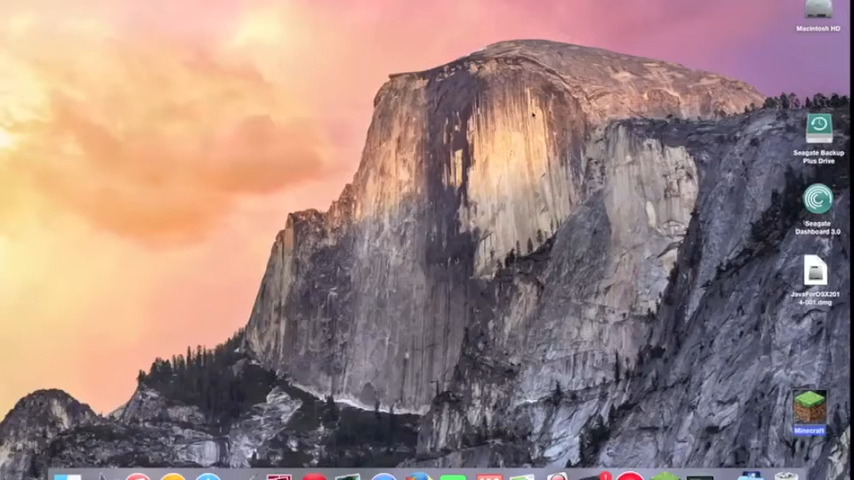 Macintosh HD
Seagate Backup
Plus Drive
Seagate
Dashboard 3.0
JavaForOSX201
4-001.dmg
Minecraft